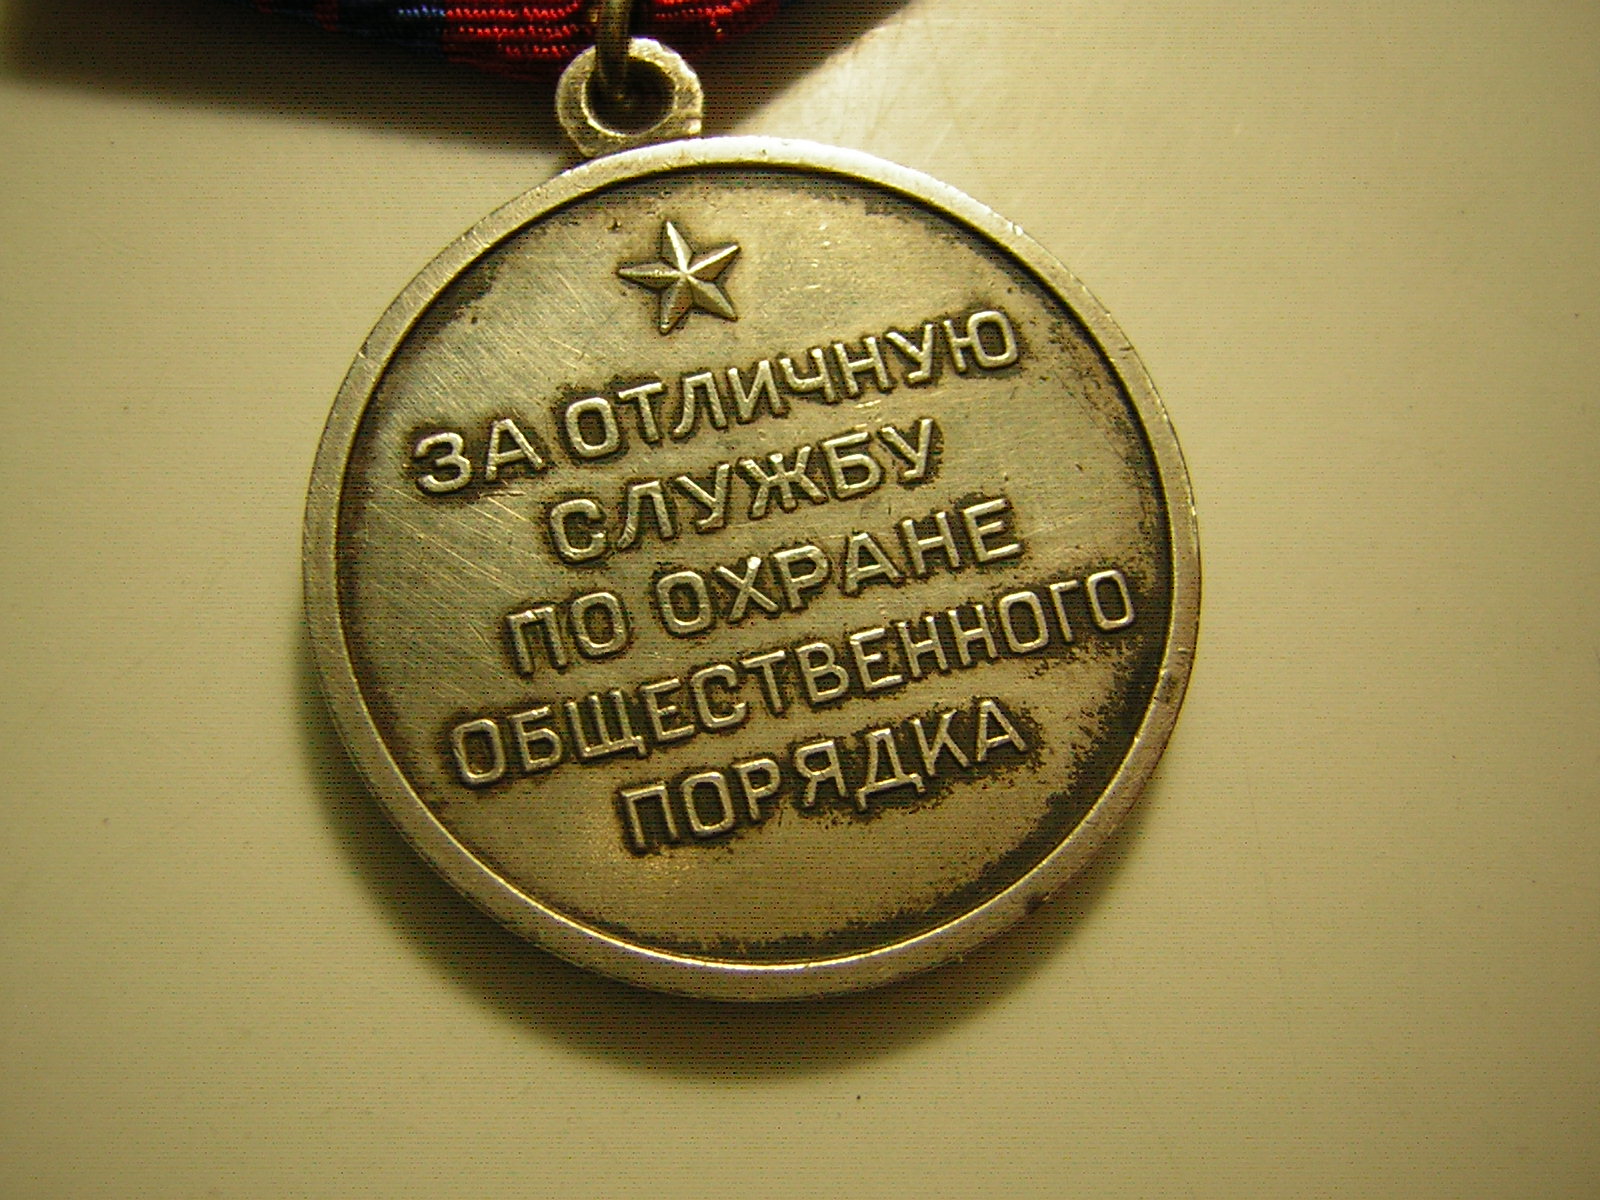 ЗА ОТЛИЧНУЮ
СЛУЖБУ
ПО ОХРАНЕ
ОБЩЕСТВЕННОГО
ПОРЯДКА